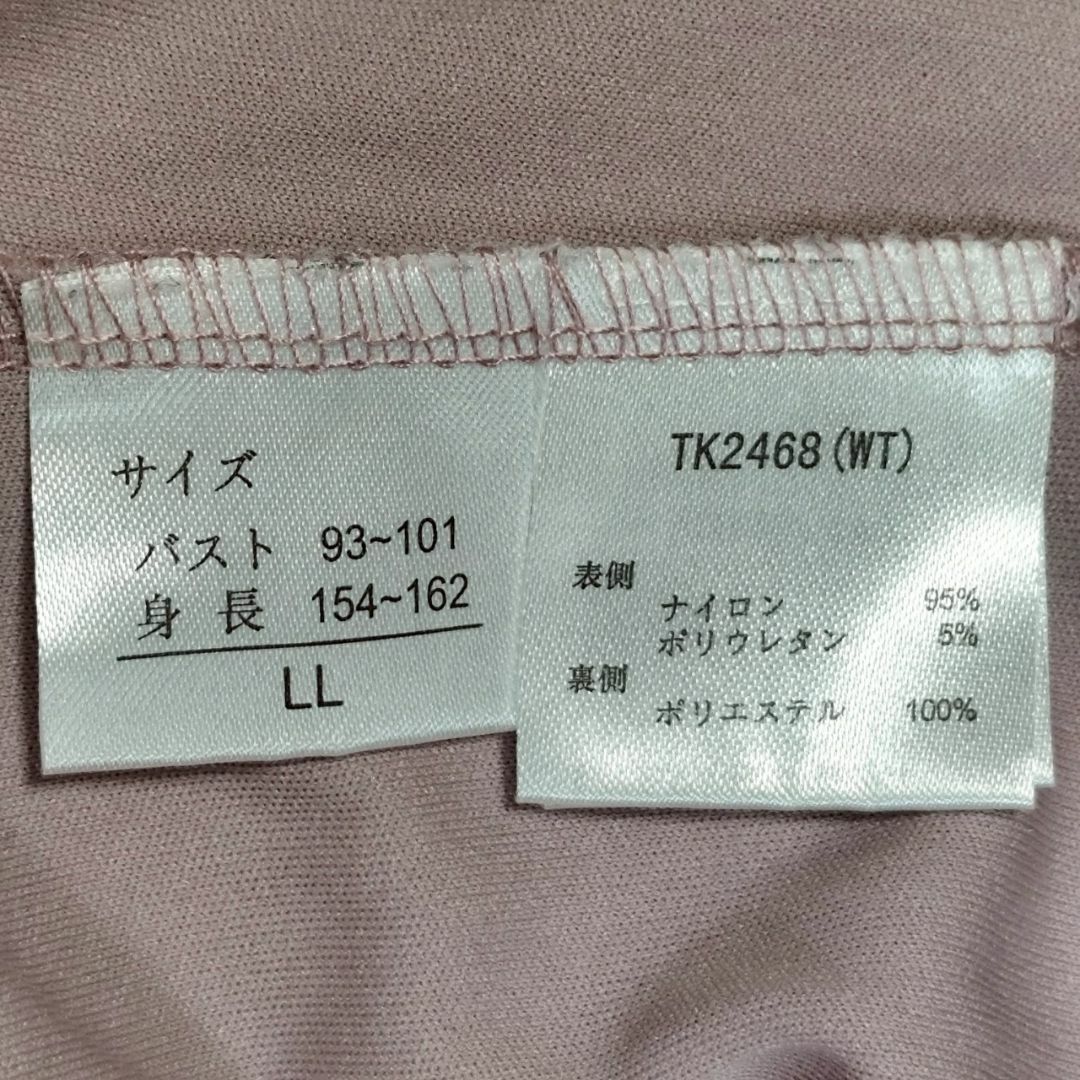 サイズ
バスト 93~101
身長 154~162
LL
TK2468(WT)
表側
ナイロン 95%
ポリウレタン 5%
裏側
ポリエステル 100%